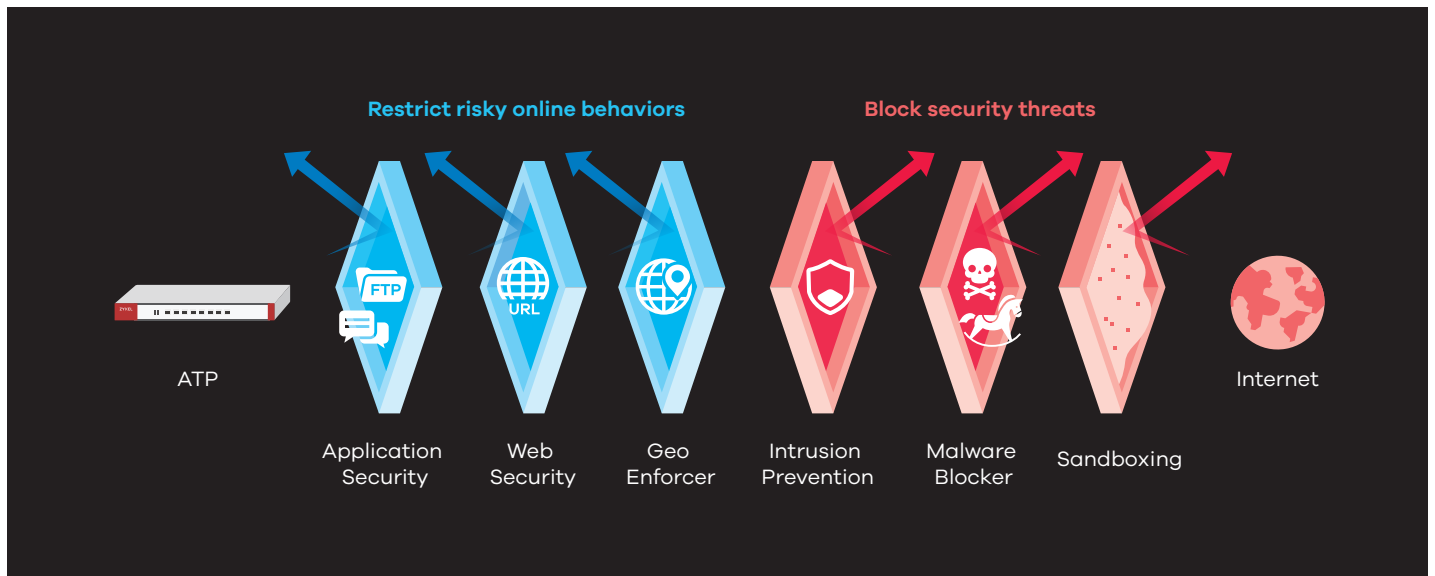 Restrict risky online behaviors
Block security threats
ZYXEL
FTP
URL
ATP
Internet
Application
Security
Web
Security
Geo
Enforcer
Intrusion
Prevention
Malware
Blocker
Sandboxing